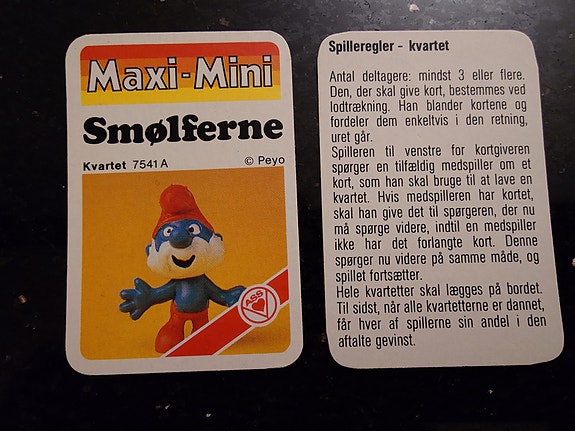 Maxi-Mini
Smølferne
Kvartet 7541 A © Peyo
ASS
Spilleregler - kvartet
Antal deltagere: mindst 3 eller flere.
Den, der skal give kort, bestemmes ved
lodtrækning. Han blander kortene og
fordeler dem enkeltvis i den retning,
uret går.
Spilleren til venstre for kortgiveren
spørger en tilfældig medspiller om et
kort, som han skal bruge til at lave en
kvartet. Hvis medspilleren har kortet,
skal han give det til spørgeren, der nu
må spørge videre, indtil en medspiller
ikke har det forlangte kort. Denne
spørger nu videre på samme måde, og
spillet fortsætter.
Hele kvartetter skal lægges på bordet.
Til sidst, når alle kvartetterne er dannet,
får hver af spillerne sin andel i den
aftalte gevinst.